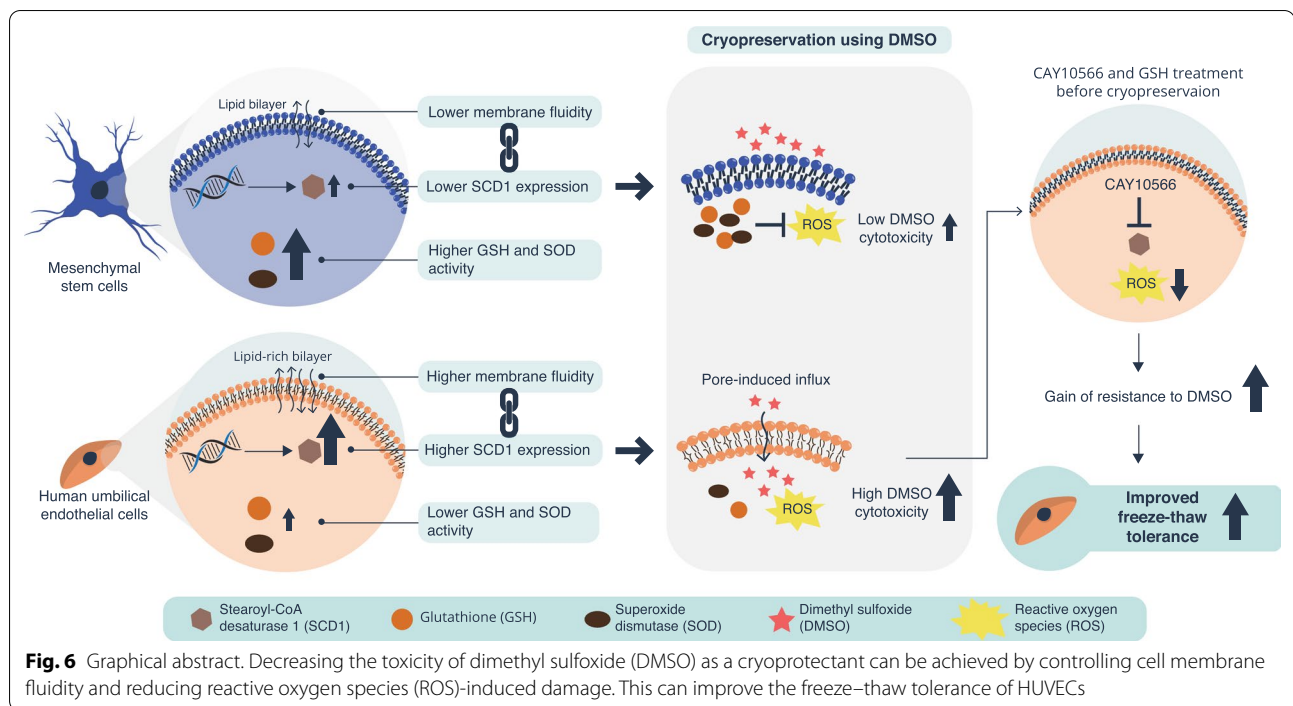 Cryopreservation using DMSO
Lipid bilayer
Lower membrane fluidity
Lower SCD1 expression
Higher GSH and SOD
activity
Mesenchymal
stem cells
ROS
Low DMSO
cytotoxicity
Lipid-rich bilayer
Higher membrane fluidity
Higher SCD1 expression
Lower GSH and SOD
activity
Human umbilical
endothelial cells
Pore-induced influx
ROS
High DMSO
cytotoxicity
CAY10566 and GSH treatment
before cryopreservaion
CAY10566
ROS
Gain of resistance to DMSO
Improved
freeze-thaw
tolerance
Stearoyl-CoA
desaturase 1 (SCD1)
Glutathione (GSH)
Superoxide
dismutase (SOD)
Dimethyl sulfoxide
(DMSO)
Reactive oxygen
species (ROS)
Fig. 6 Graphical abstract. Decreasing the toxicity of dimethyl sulfoxide (DMSO) as a cryoprotectant can be achieved by controlling cell membrane
fluidity and reducing reactive oxygen species (ROS)-induced damage. This can improve the freeze–thaw tolerance of HUVECs